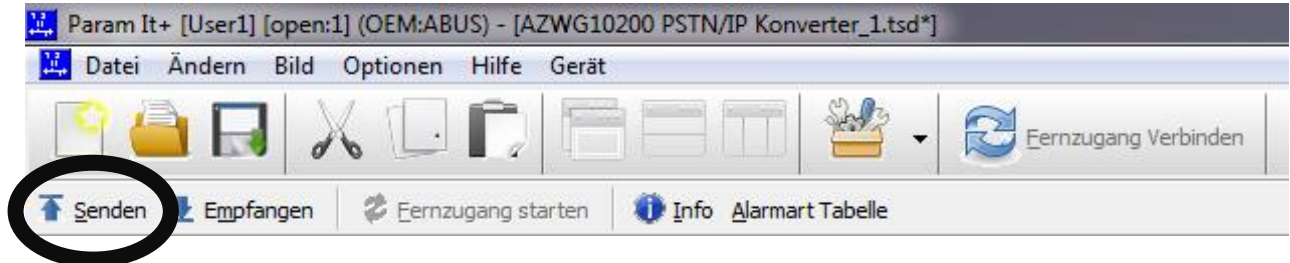 Param It+ [User1] [open:1] (OEM:ABUS) - [AZWG10200 PSTN/IP Konverter_1.tsd*]
Datei Ändern Bild Optionen Hilfe Gerät
Fernzugang Verbinden
Senden Empfangen Fernzugang starten Info Alarmart Tabelle